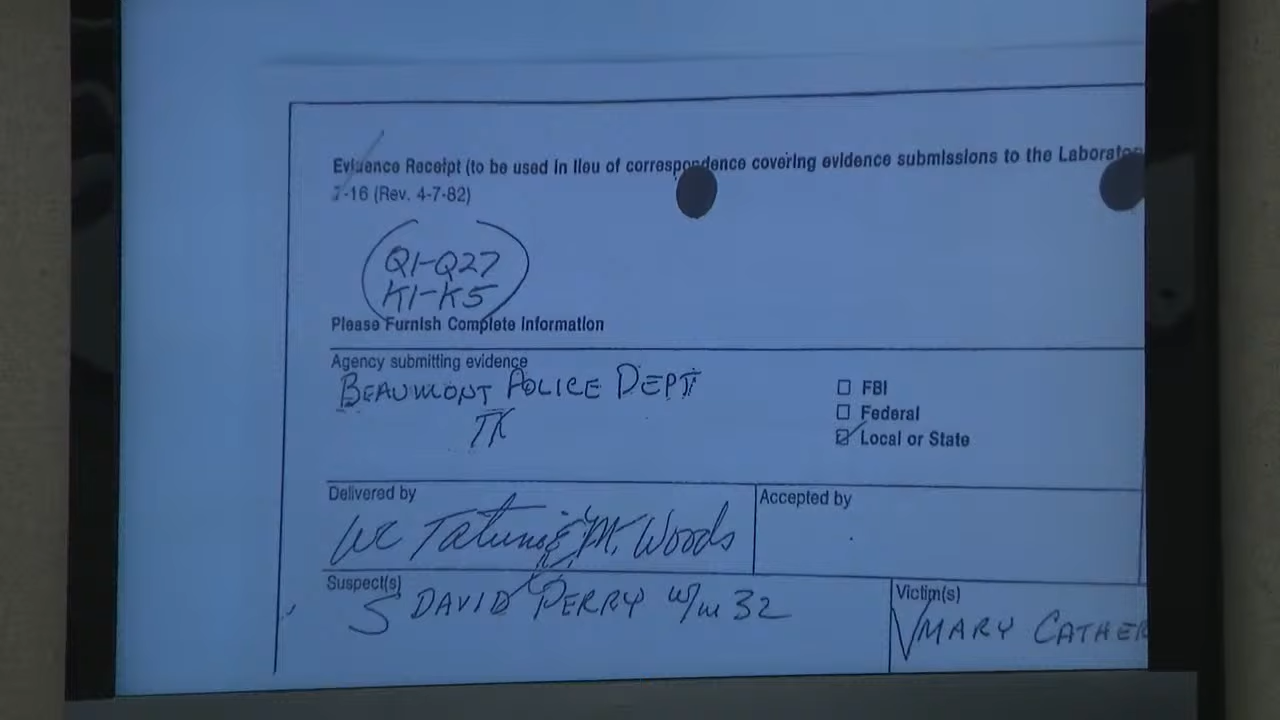 Evidence Receipt (to be used in lieu of correspondence covering evidence submissions to the Laborator
7-16 (Rev. 4-7-82)
Q1-Q27
K1-K5
Please Furnish Complete Information
Agency submitting evidence
BEAUMONT POLICE DEPT
TX
☐ FBI
☐ Federal
☑ Local or State
Delivered by
WC Tatum & M. Woods
Accepted by
Suspect(s)
S DAVID PERRY w/m 32
Victim(s)
V MARY CATHER